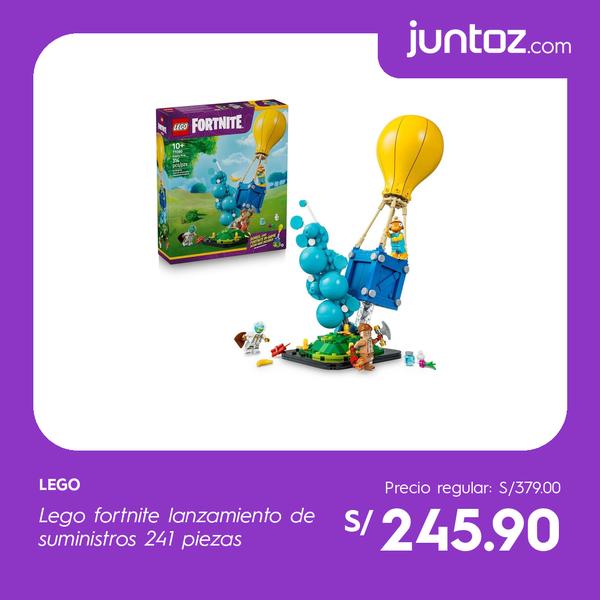 juntoz.com
LEGO FORTNITE
10+
LEGO
Precio regular: S/379.00
Lego fortnite lanzamiento de
suministros 241 piezas
S/ 245.90